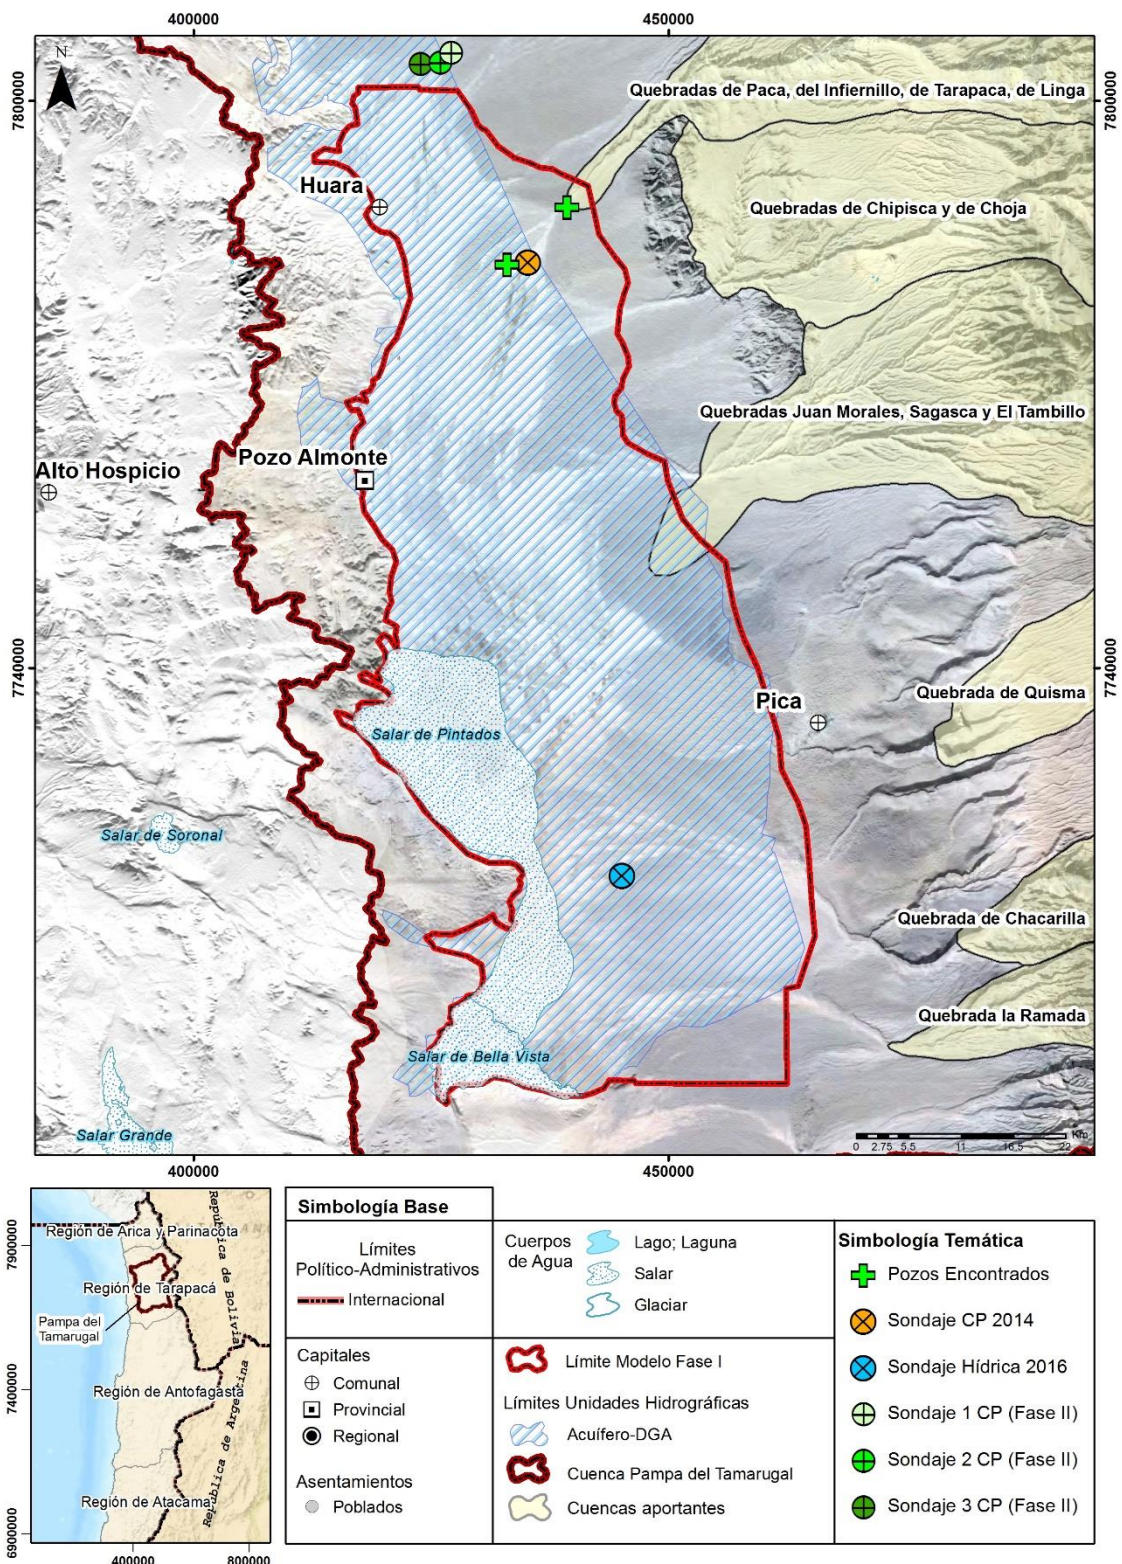 400000
450000
N
7800000
7800000
Quebradas de Paca, del Infiernillo, de Tarapaca, de Linga
Huara
Quebradas de Chipisca y de Choja
Quebradas Juan Morales, Sagasca y El Tambillo
Pozo Almonte
Alto Hospicio
7740000
7740000
Quebrada de Quisma
Pica
Salar de Pintados
Salar de Soronal
Quebrada de Chacarilla
Quebrada la Ramada
Salar de Bella Vista
Salar Grande
Km
0 2.75 5.5 11 16.5 22
400000
450000
7900000
7400000
6900000
Región de Arica y Parinacota
República de Bolivia
Región de Tarapacá
Pampa del
Tamarugal
Región de Antofagasta
República de Argentina
Región de Atacama
400000
800000
Simbología Base
Límites
Político-Administrativos
Internacional
Capitales
Comunal
Provincial
Regional
Asentamientos
Poblados
Cuerpos
de Agua
Lago; Laguna
Salar
Glaciar
Límite Modelo Fase I
Límites Unidades Hidrográficas
Acuífero-DGA
Cuenca Pampa del Tamarugal
Cuencas aportantes
Simbología Temática
Pozos Encontrados
Sondaje CP 2014
Sondaje Hídrica 2016
Sondaje 1 CP (Fase II)
Sondaje 2 CP (Fase II)
Sondaje 3 CP (Fase II)